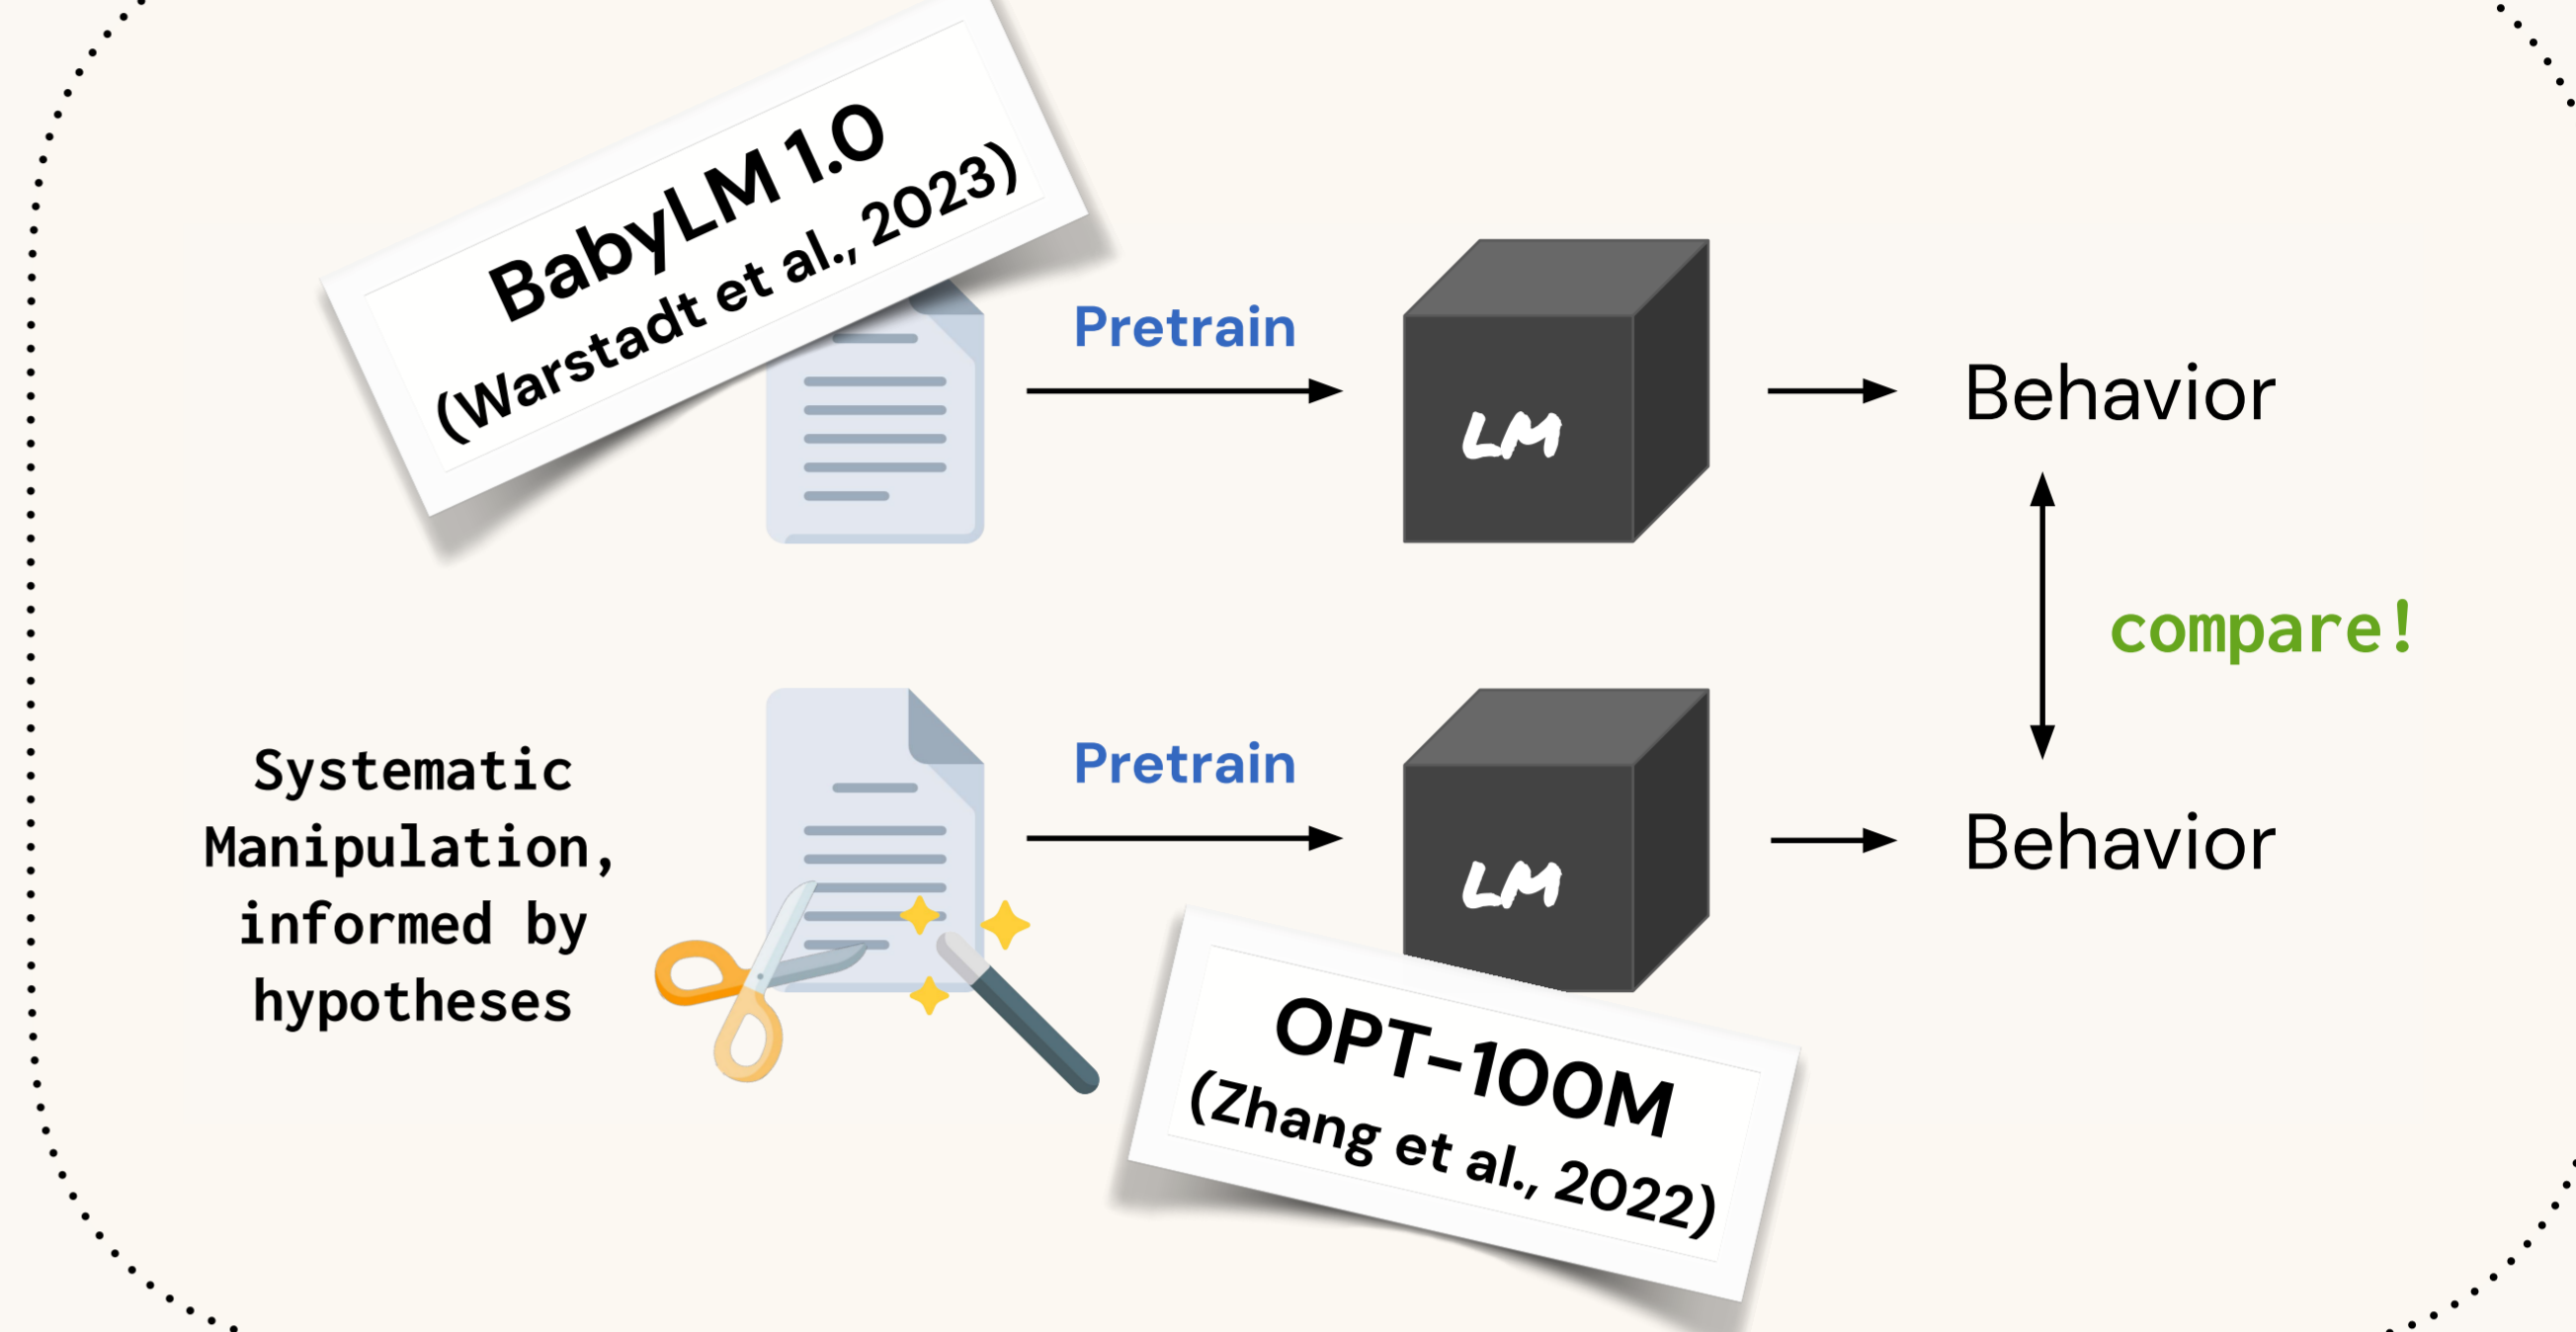 BabyLM 1.0
(Warstadt et al., 2023)
Pretrain
LM
Behavior
compare!
Systematic
Manipulation,
informed by
hypotheses
Pretrain
LM
Behavior
OPT-100M
(Zhang et al., 2022)